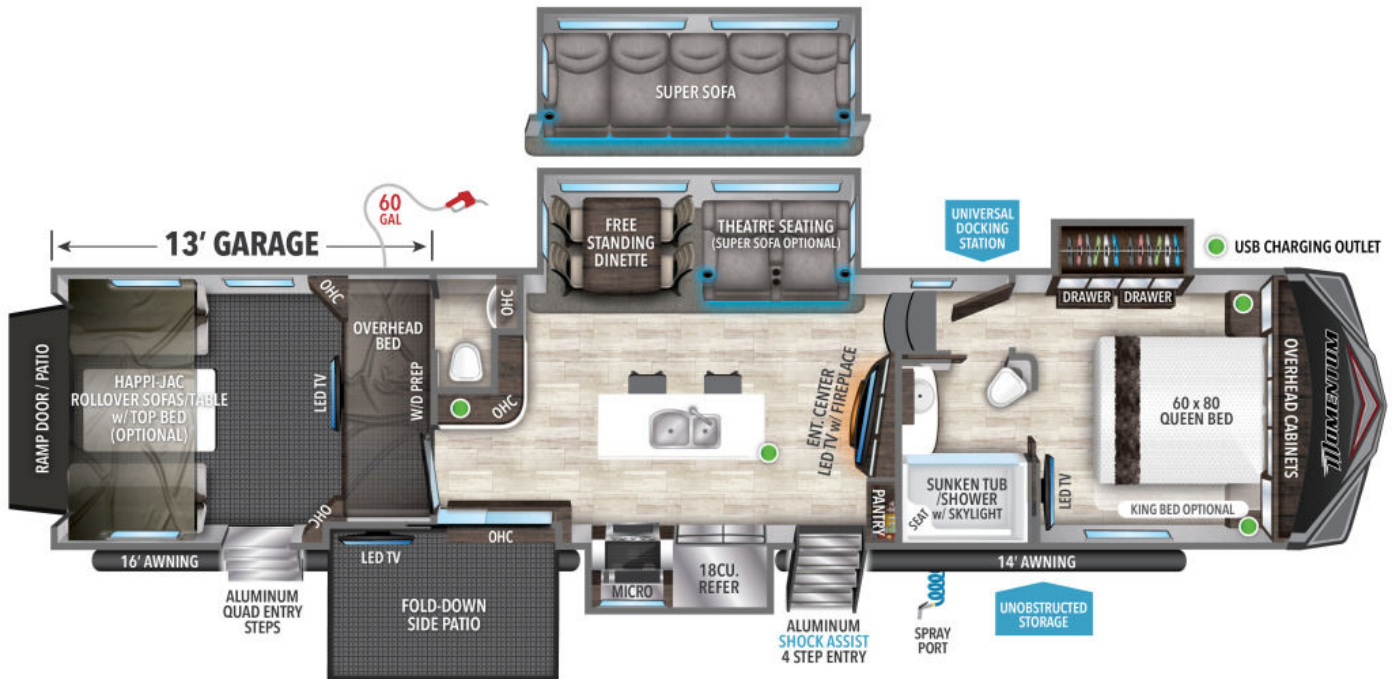 SUPER SOFA
60
GAL
13' GARAGE
FREE
STANDING
DINETTE
THEATRE SEATING
(SUPER SOFA OPTIONAL)
UNIVERSAL
DOCKING
STATION
USB CHARGING OUTLET
RAMP DOOR / PATIO
HAPPI-JAC
ROLLOVER SOFAS/TABLE
w/ TOP BED
(OPTIONAL)
OHC
OHC
LED TV
OVERHEAD
BED
W/D PREP
OHC
OHC
ENT. CENTER
LED TV w/ FIREPLACE
DRAWER
DRAWER
60 x 80
QUEEN BED
OVERHEAD CABINETS
MOMENTUM
PANTRY
SEAT
SUNKEN TUB
/SHOWER
w/ SKYLIGHT
LED TV
KING BED OPTIONAL
16' AWNING
LED TV
OHC
MICRO
18CU.
REFER
14' AWNING
ALUMINUM
QUAD ENTRY
STEPS
FOLD-DOWN
SIDE PATIO
ALUMINUM
SHOCK ASSIST
4 STEP ENTRY
SPRAY
PORT
UNOBSTRUCTED
STORAGE